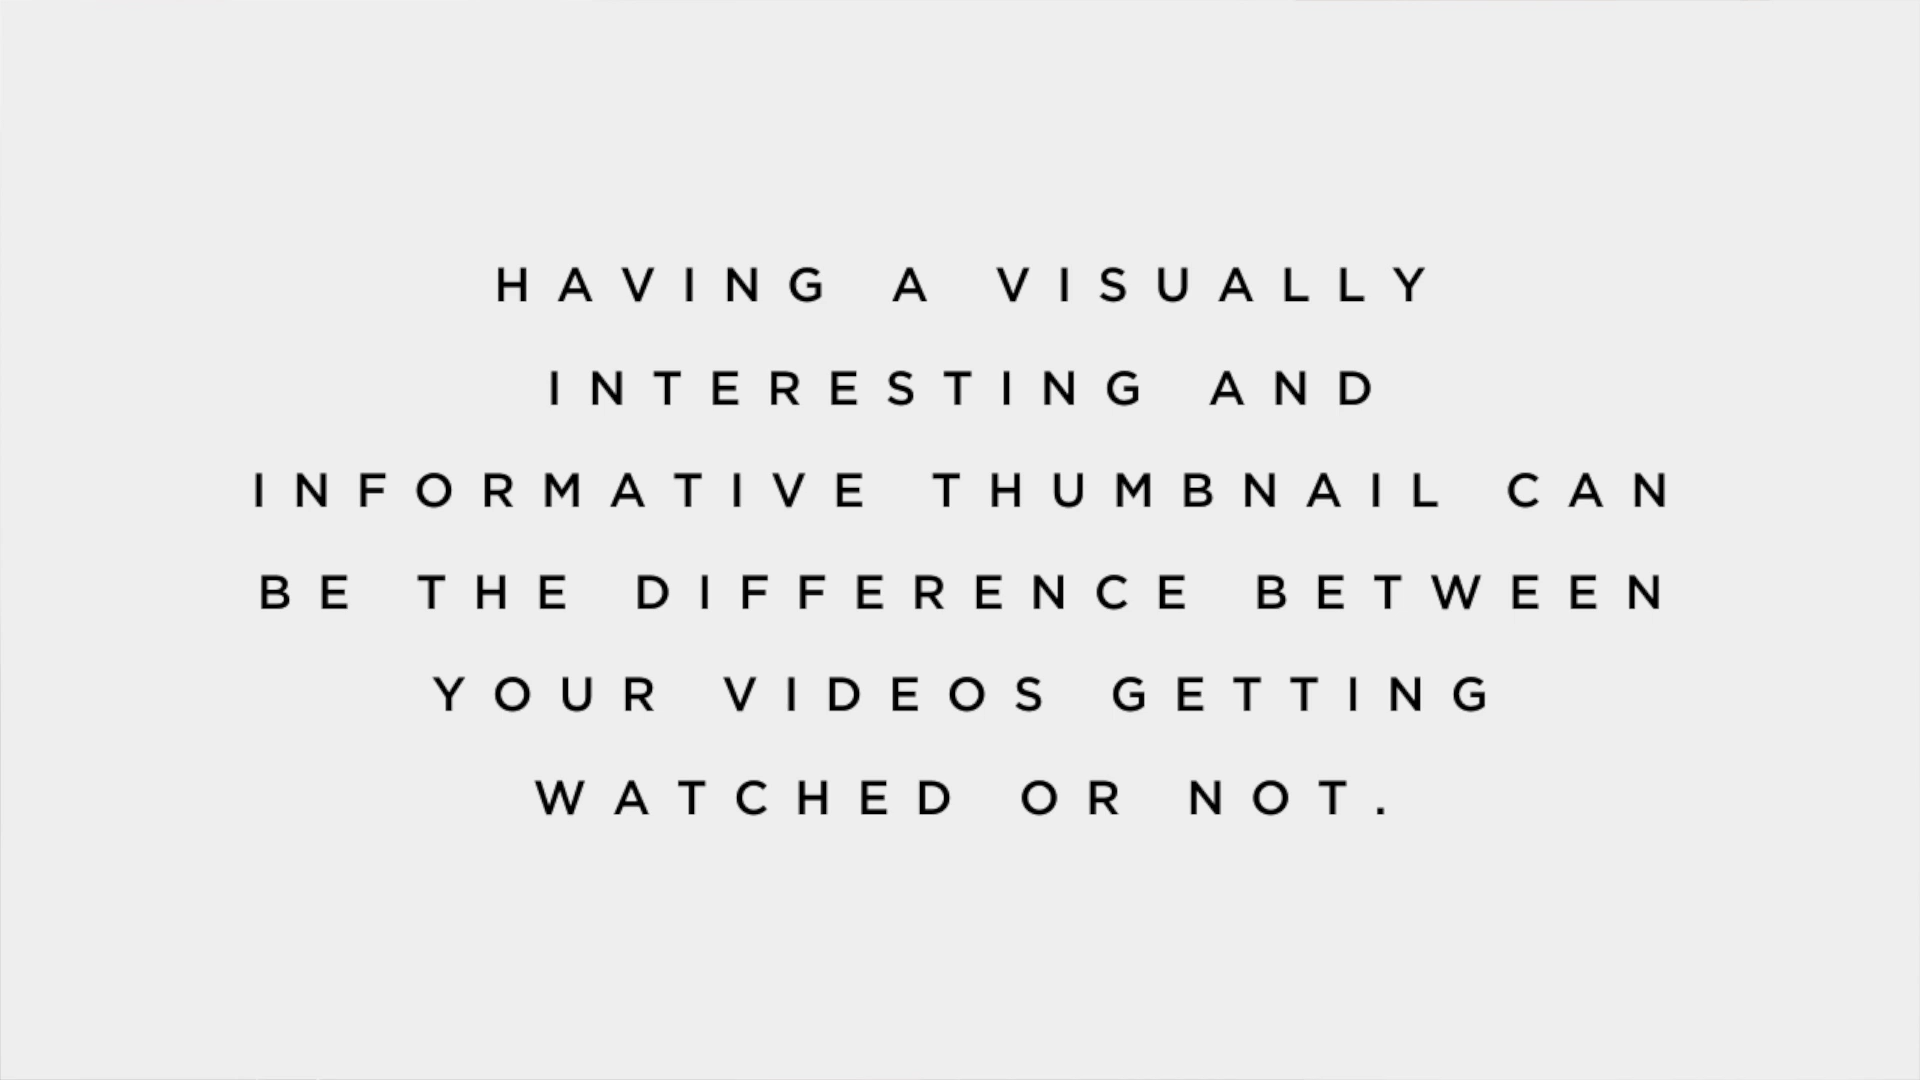 HAVING A VISUALLY
INTERESTING AND
INFORMATIVE THUMBNAIL CAN
BE THE DIFFERENCE BETWEEN
YOUR VIDEOS GETTING
WATCHED OR NOT.